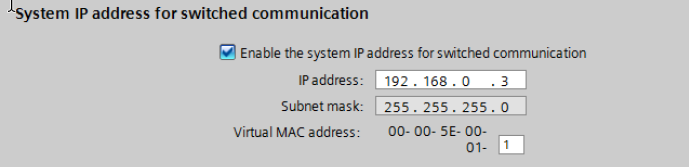 System IP address for switched communication
Enable the system IP address for switched communication
IP address: 192 . 168 . 0 . 3
Subnet mask: 255 . 255 . 255 . 0
Virtual MAC address: 00- 00- 5E- 00-
01- 1